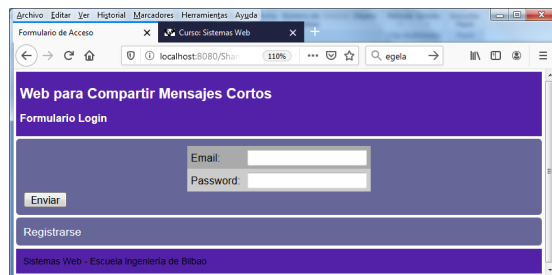 Archivo Editar Ver Historial Marcadores Herramientas Ayuda
Formulario de Acceso
Curso: Sistemas Web
localhost:8080/Shar
110%
egela
Web para Compartir Mensajes Cortos
Formulario Login
Email:
Password:
Enviar
Registrarse
Sistemas Web - Escuela Ingeniería de Bilbao